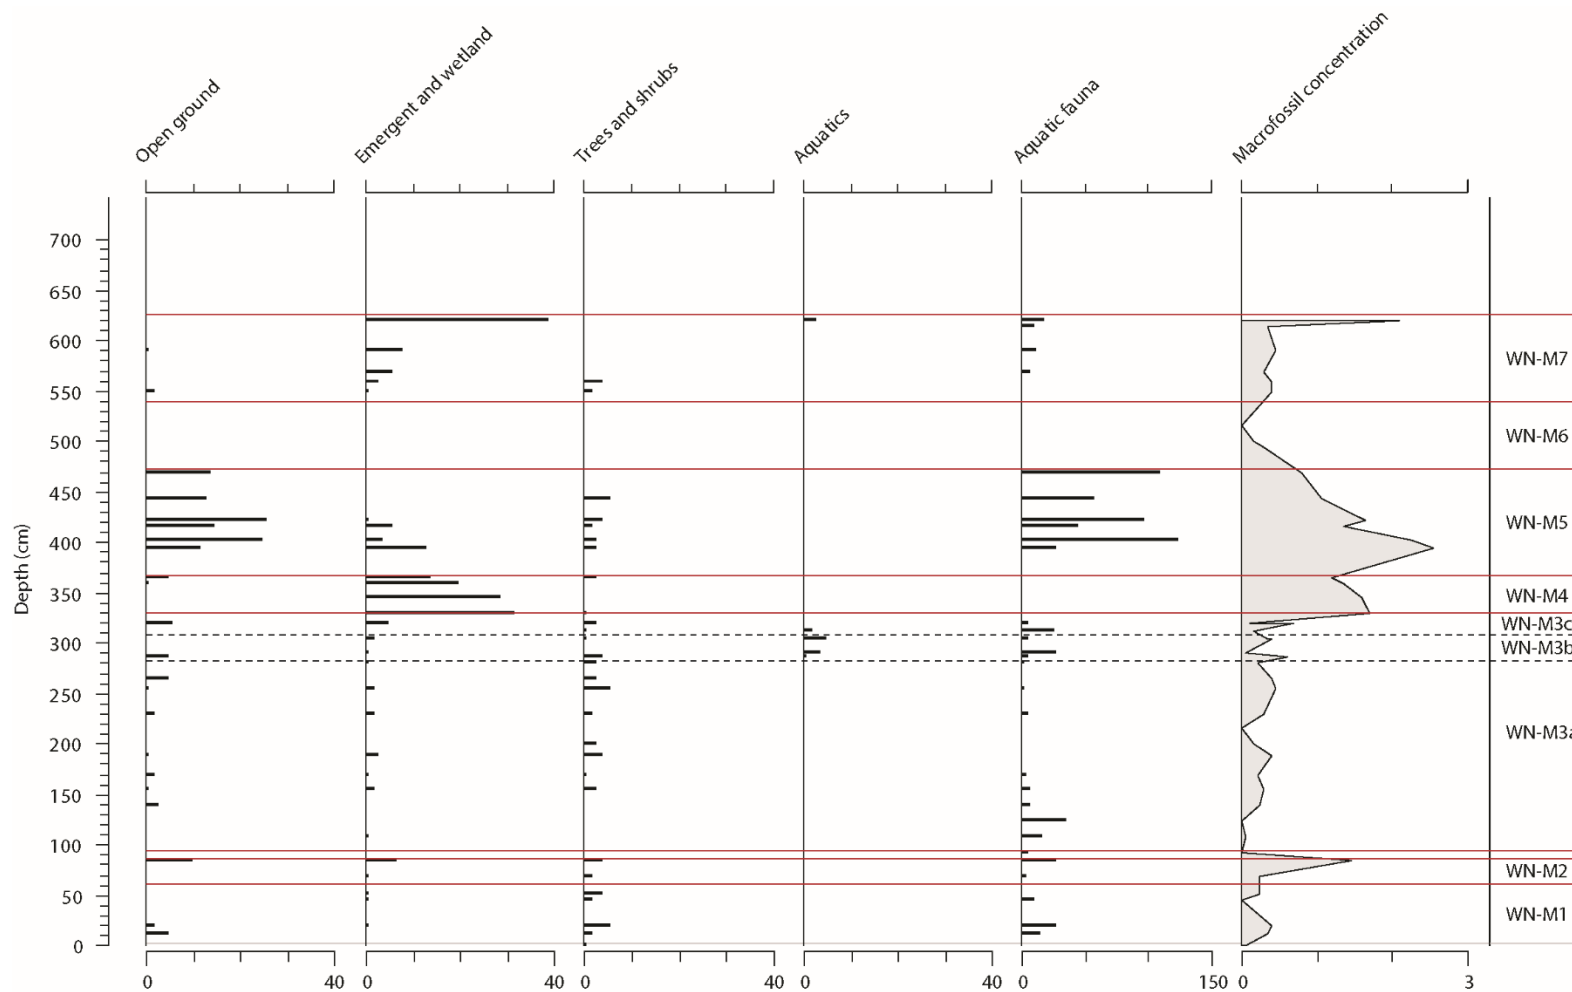 Open ground
Emergent and wetland
Trees and shrubs
Aquatics
Aquatic fauna
Macrofossil concentration
Depth (cm)
700
650
600
550
500
450
400
350
300
250
200
150
100
50
0
WN-M7
WN-M6
WN-M5
WN-M4
WN-M3c
WN-M3b
WN-M3a
WN-M2
WN-M1
0 40 0 40 0 40 0 40 0 150 0 3